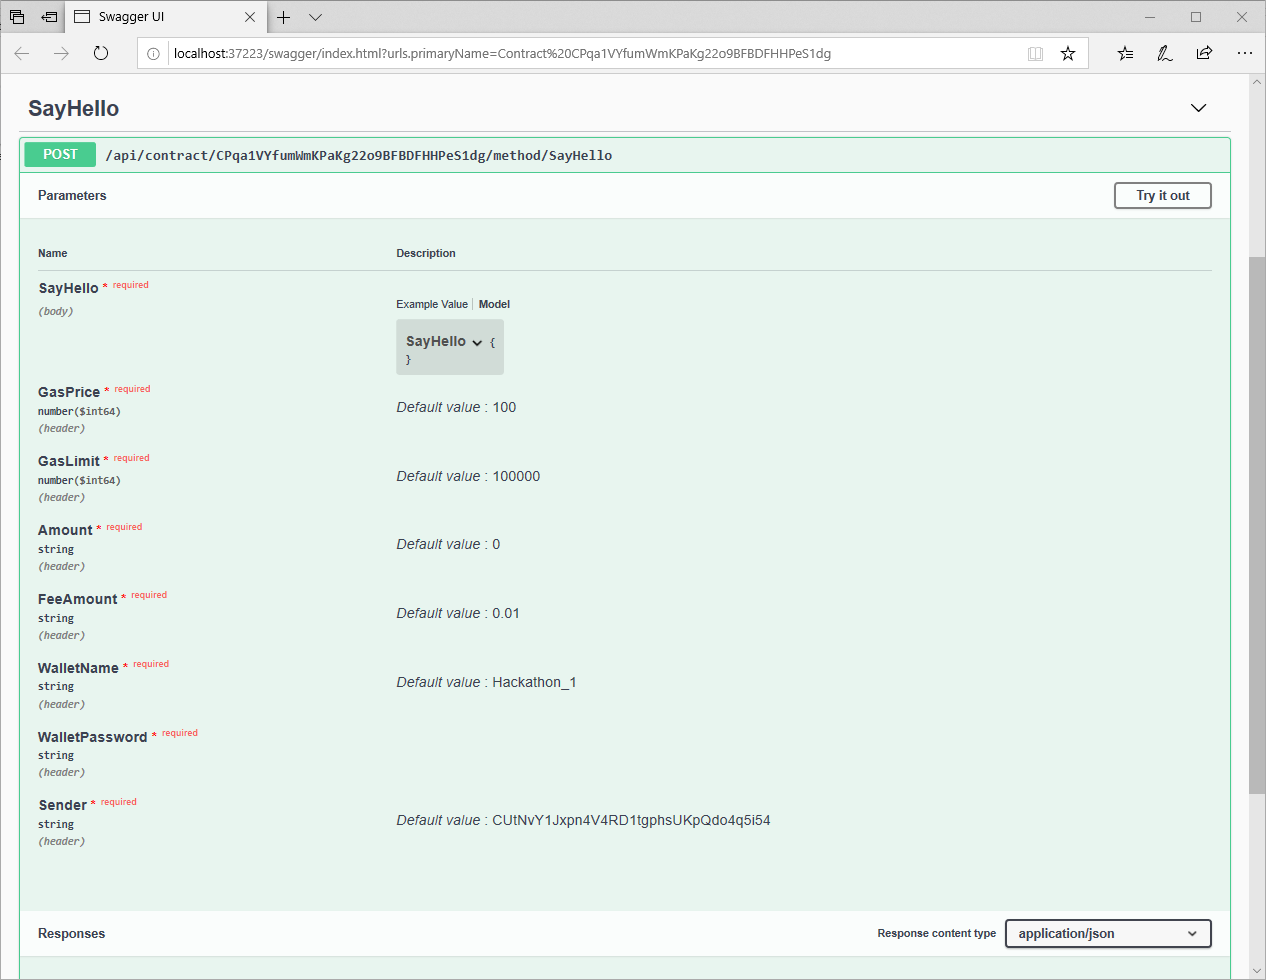 Swagger UI
localhost:37223/swagger/index.html?urls.primaryName=Contract%20CPqa1VYfumWmKPaKg22o9BFBDFHHPeS1dg
SayHello
POST /api/contract/CPqa1VYfumWmKPaKg22o9BFBDFHHPeS1dg/method/SayHello
Parameters Try it out
Name Description
SayHello * required
(body)
Example Value Model
SayHello {
}
GasPrice * required
number($int64)
(header)
Default value : 100
GasLimit * required
number($int64)
(header)
Default value : 100000
Amount * required
string
(header)
Default value : 0
FeeAmount * required
string
(header)
Default value : 0.01
WalletName * required
string
(header)
Default value : Hackathon_1
WalletPassword * required
string
(header)
Sender * required
string
(header)
Default value : CUtNvY1Jxpn4V4RD1tgphsUKpQdo4q5i54
Responses Response content type application/json